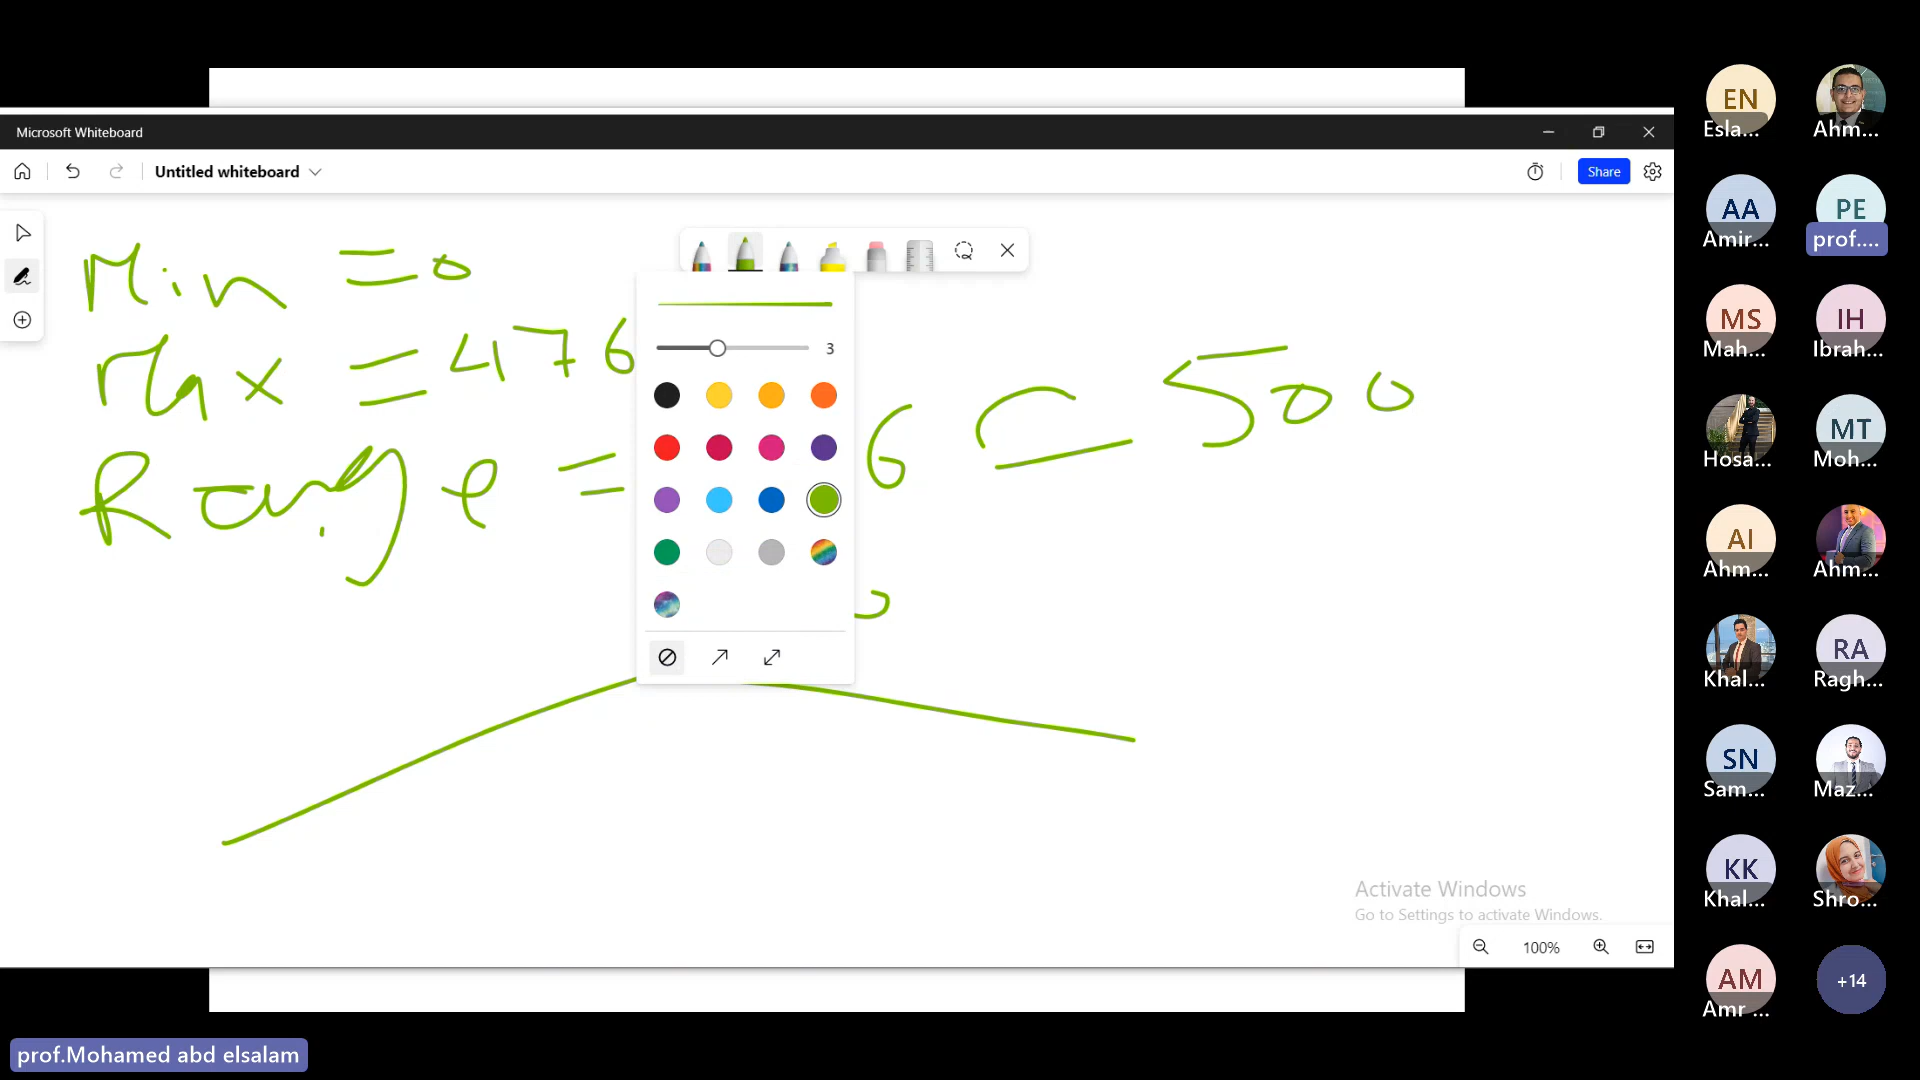 Microsoft Whiteboard
Untitled whiteboard
Share
Min = 0
Max = 476
Range =
6 ≃ 500
3
Activate Windows
Go to Settings to activate Windows.
100%
EN
Esla...
Ahm...
AA
Amir...
PE
prof....
MS
Mah...
IH
Ibrah...
Hosa...
MT
Moh...
AI
Ahm...
Ahm...
Khal...
RA
Ragh...
SN
Sam...
Maz...
KK
Khal...
Shro...
AM
Amr ...
+14
prof.Mohamed abd elsalam